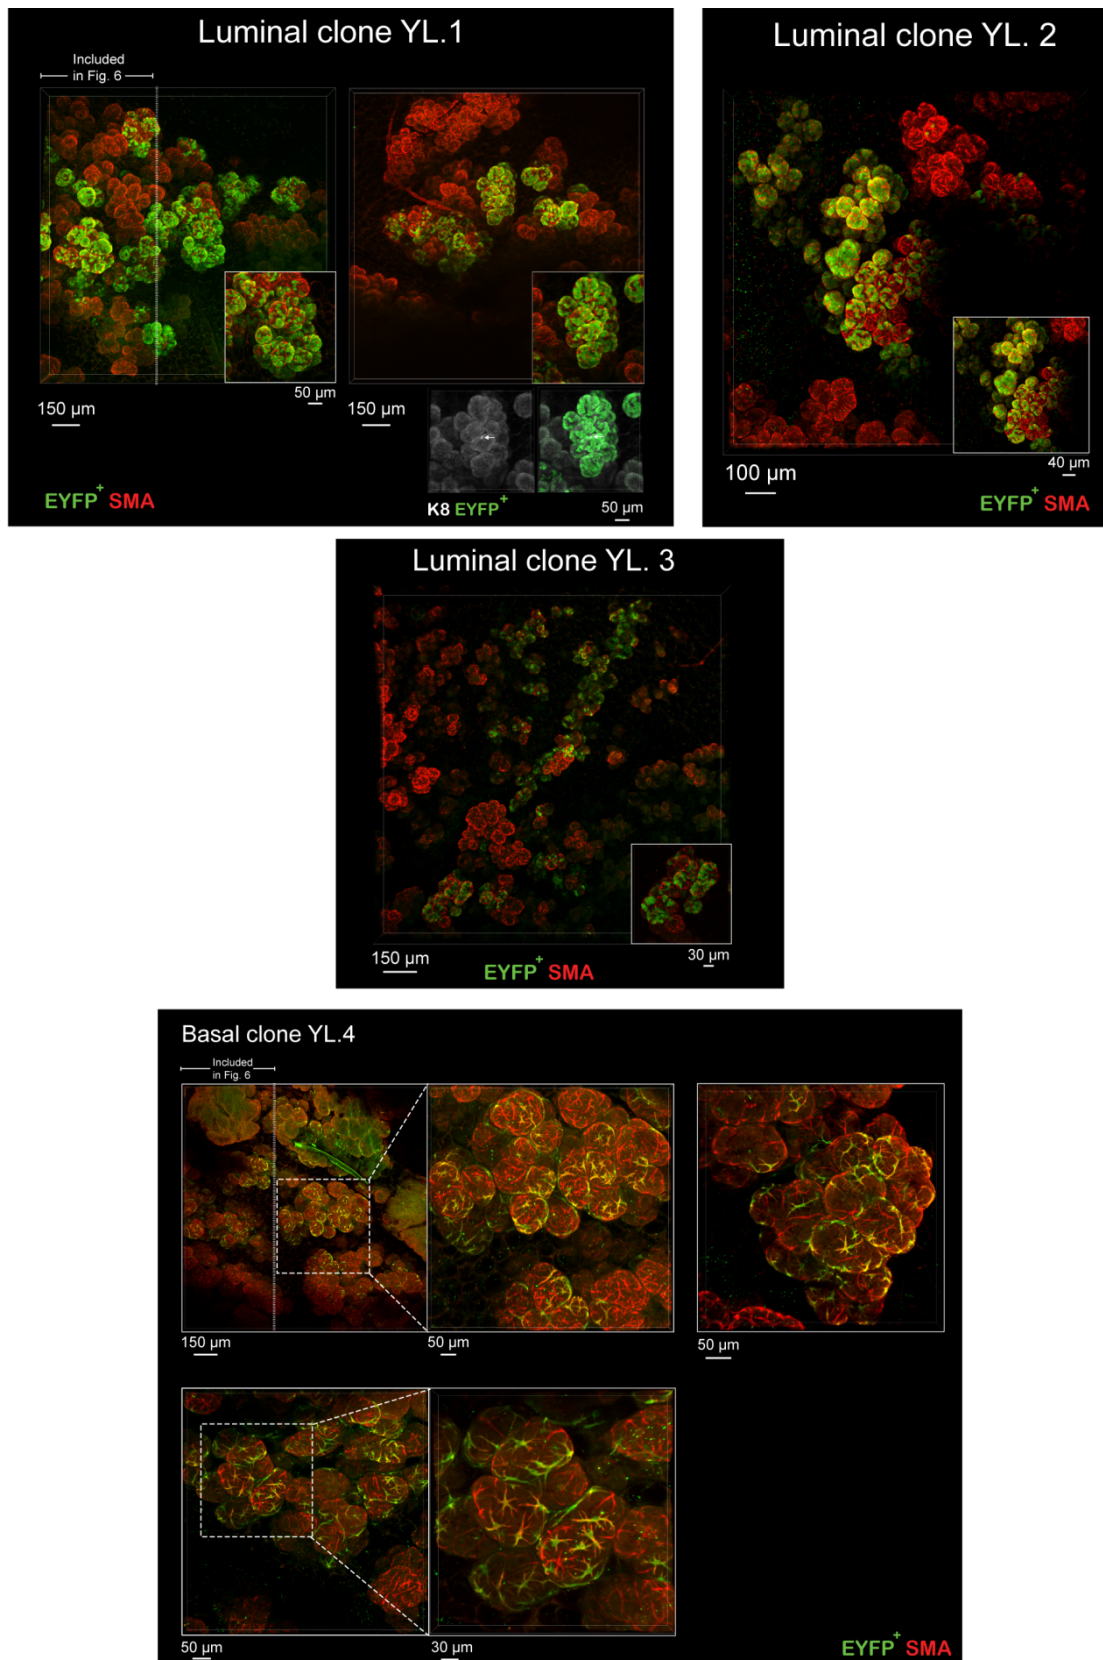 Luminal clone YL.1
Included
in Fig. 6
50 µm
150 µm
150 µm
EYFP+ SMA
K8 EYFP+
50 µm
Luminal clone YL. 2
40 µm
100 µm
EYFP+ SMA
Luminal clone YL. 3
150 µm
30 µm
EYFP+ SMA
Basal clone YL.4
Included
in Fig. 6
150 µm
50 µm
50 µm
50 µm
30 µm
EYFP+ SMA